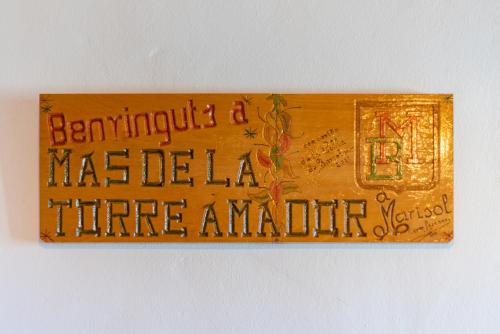 Benvinguts a
MAS DE LA
TORRE AMADOR
MB
a Marisol